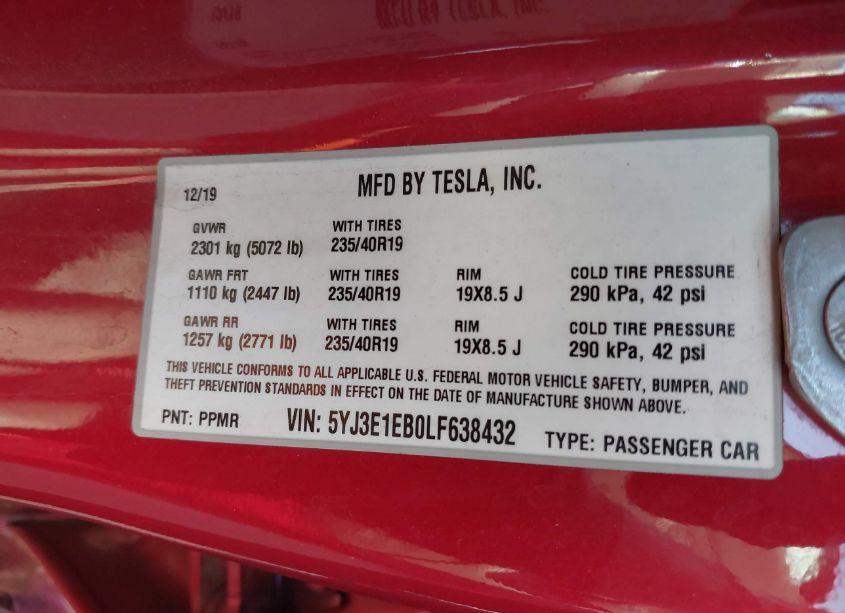 MFD BY TESLA, INC.
12/19
GVWR WITH TIRES
2301 kg (5072 lb) 235/40R19
GAWR FRT WITH TIRES RIM COLD TIRE PRESSURE
1110 kg (2447 lb) 235/40R19 19X8.5 J 290 kPa, 42 psi
GAWR RR WITH TIRES RIM COLD TIRE PRESSURE
1257 kg (2771 lb) 235/40R19 19X8.5 J 290 kPa, 42 psi
THIS VEHICLE CONFORMS TO ALL APPLICABLE U.S. FEDERAL MOTOR VEHICLE SAFETY, BUMPER, AND
THEFT PREVENTION STANDARDS IN EFFECT ON THE DATE OF MANUFACTURE SHOWN ABOVE.
PNT: PPMR VIN: 5YJ3E1EB0LF638432 TYPE: PASSENGER CAR